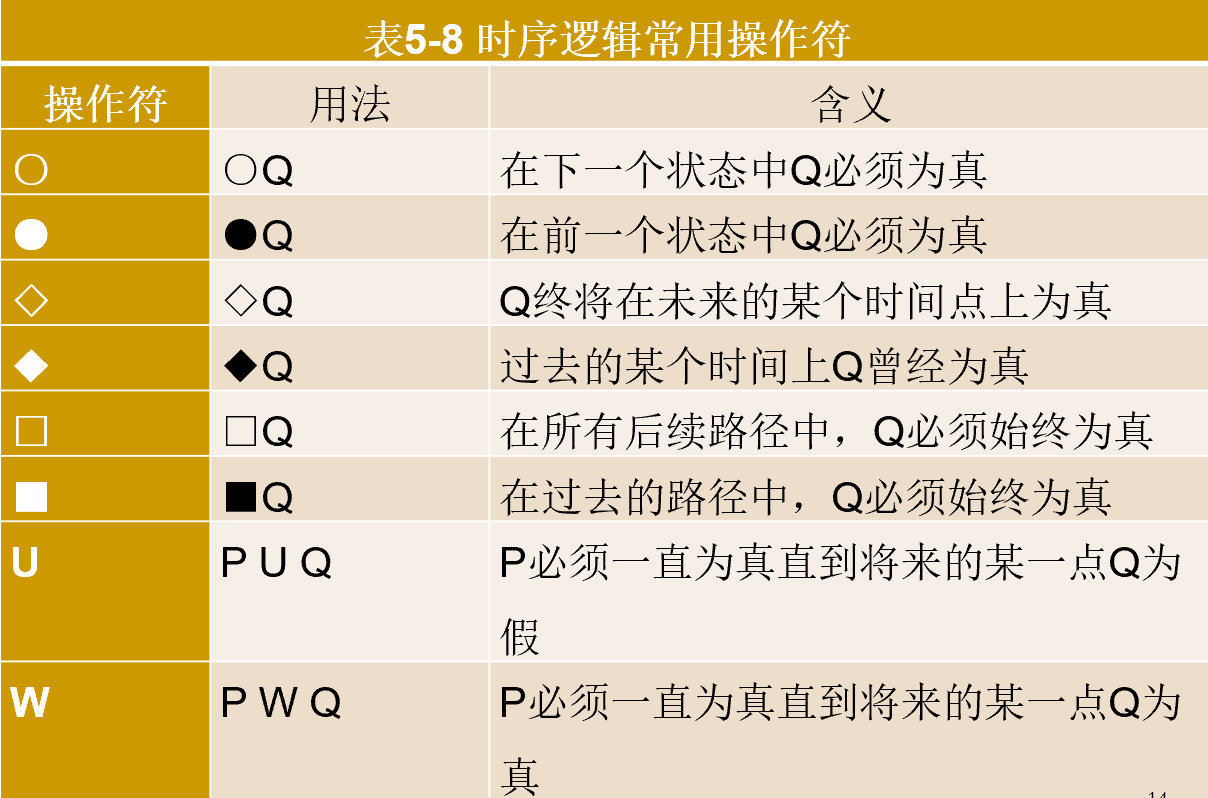 表5-8 时序逻辑常用操作符
操作符 用法 含义
○ ○Q 在下一个状态中Q必须为真
● ●Q 在前一个状态中Q必须为真
◇ ◇Q Q终将在未来的某个时间点上为真
◆ ◆Q 过去的某个时间上Q曾经为真
□ □Q 在所有后续路径中，Q必须始终为真
■ ■Q 在过去的路径中，Q必须始终为真
U P U Q P必须一直为真直到将来的某一点Q为
假
W P W Q P必须一直为真直到将来的某一点Q为
真
14